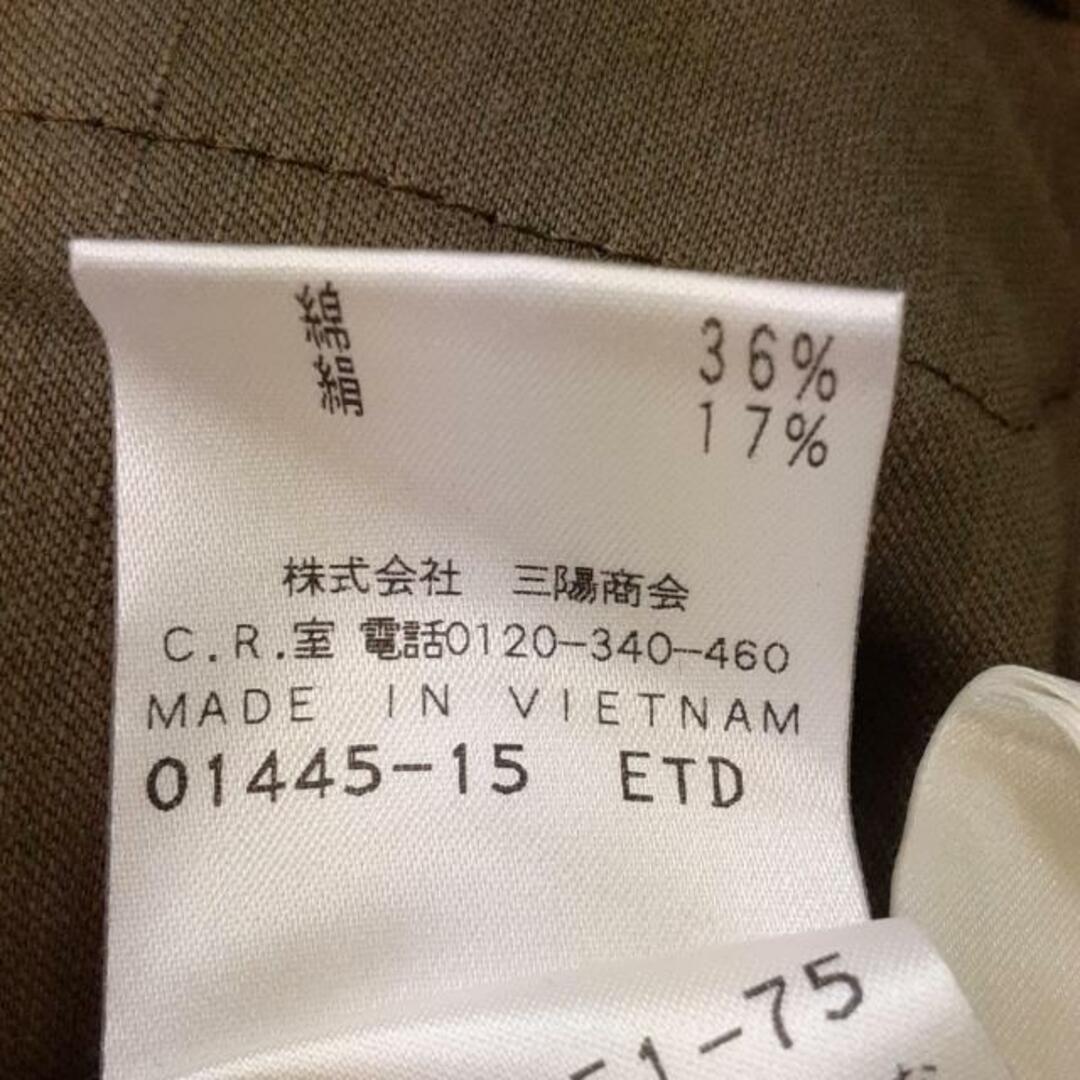 綿 36%
17%
株式会社 三陽商会
C.R.室 電話0120-340-460
MADE IN VIETNAM
01445-15 ETD
1-75